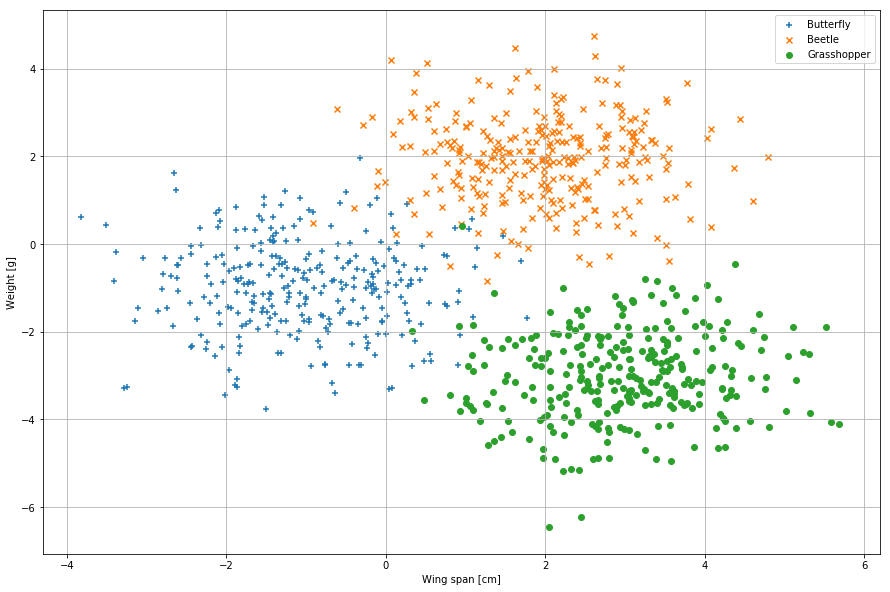 Butterfly
Beetle
Grasshopper
4
2
0
−2
−4
−6
Weight [g]
−4
−2
0
2
4
6
Wing span [cm]